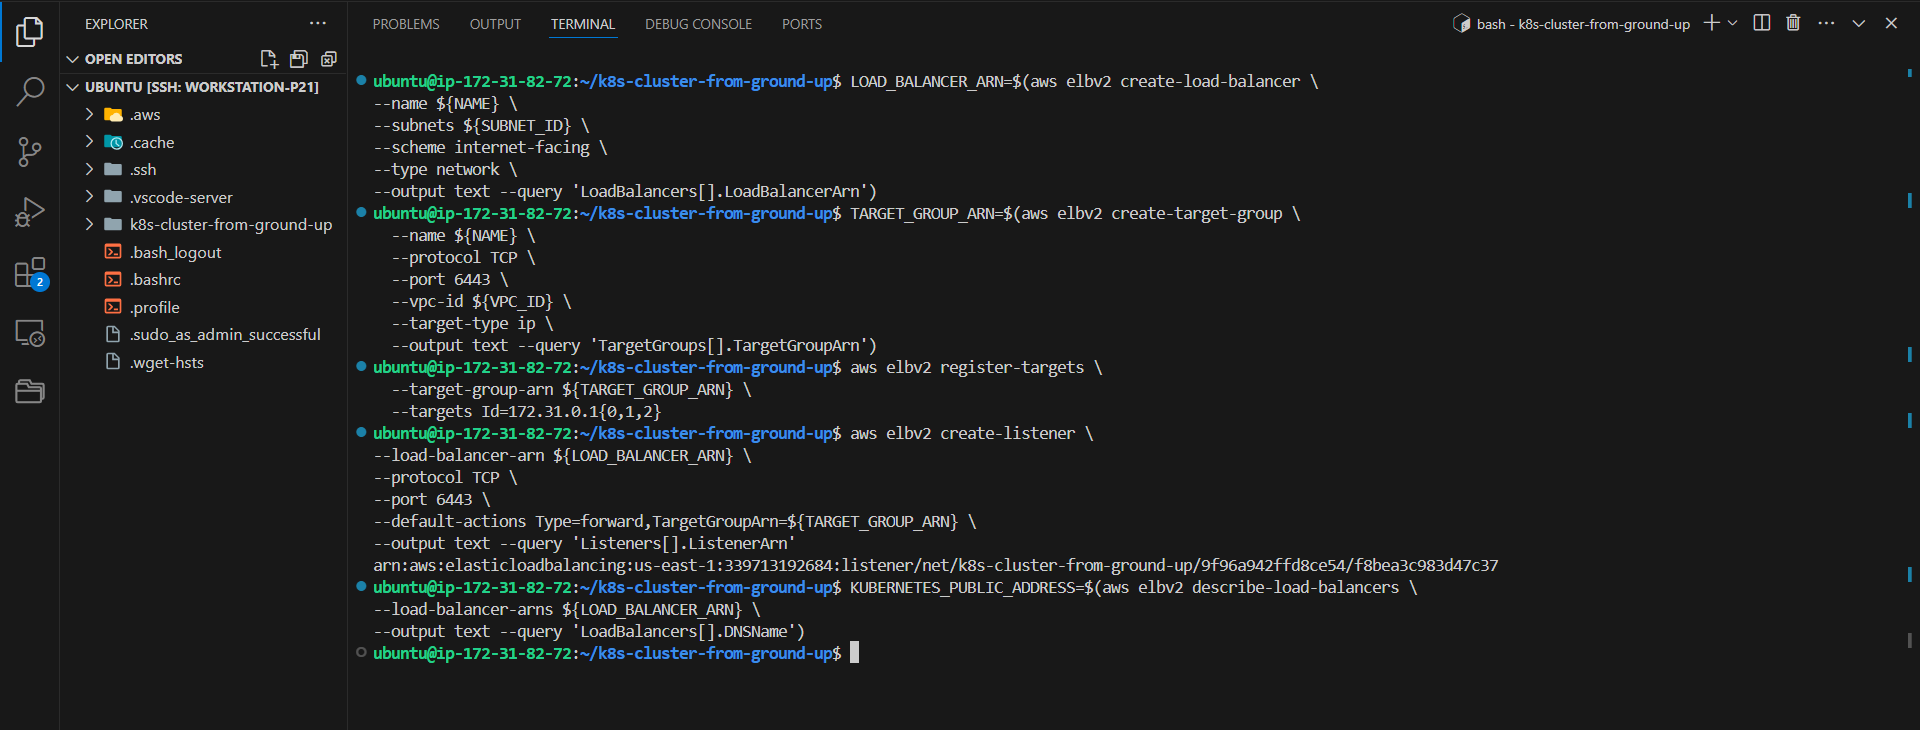 EXPLORER
OPEN EDITORS
UBUNTU [SSH: WORKSTATION-P21]
.aws
.cache
.ssh
.vscode-server
k8s-cluster-from-ground-up
.bash_logout
.bashrc
.profile
.sudo_as_admin_successful
.wget-hsts
2
PROBLEMS OUTPUT TERMINAL DEBUG CONSOLE PORTS
bash - k8s-cluster-from-ground-up
ubuntu@ip-172-31-82-72:~/k8s-cluster-from-ground-up$ LOAD_BALANCER_ARN=$(aws elbv2 create-load-balancer \
--name ${NAME} \
--subnets ${SUBNET_ID} \
--scheme internet-facing \
--type network \
--output text --query 'LoadBalancers[].LoadBalancerArn')
ubuntu@ip-172-31-82-72:~/k8s-cluster-from-ground-up$ TARGET_GROUP_ARN=$(aws elbv2 create-target-group \
--name ${NAME} \
--protocol TCP \
--port 6443 \
--vpc-id ${VPC_ID} \
--target-type ip \
--output text --query 'TargetGroups[].TargetGroupArn')
ubuntu@ip-172-31-82-72:~/k8s-cluster-from-ground-up$ aws elbv2 register-targets \
--target-group-arn ${TARGET_GROUP_ARN} \
--targets Id=172.31.0.1{0,1,2}
ubuntu@ip-172-31-82-72:~/k8s-cluster-from-ground-up$ aws elbv2 create-listener \
--load-balancer-arn ${LOAD_BALANCER_ARN} \
--protocol TCP \
--port 6443 \
--default-actions Type=forward,TargetGroupArn=${TARGET_GROUP_ARN} \
--output text --query 'Listeners[].ListenerArn'
arn:aws:elasticloadbalancing:us-east-1:339713192684:listener/net/k8s-cluster-from-ground-up/9f96a942ffd8ce54/f8bea3c983d47c37
ubuntu@ip-172-31-82-72:~/k8s-cluster-from-ground-up$ KUBERNETES_PUBLIC_ADDRESS=$(aws elbv2 describe-load-balancers \
--load-balancer-arns ${LOAD_BALANCER_ARN} \
--output text --query 'LoadBalancers[].DNSName')
ubuntu@ip-172-31-82-72:~/k8s-cluster-from-ground-up$